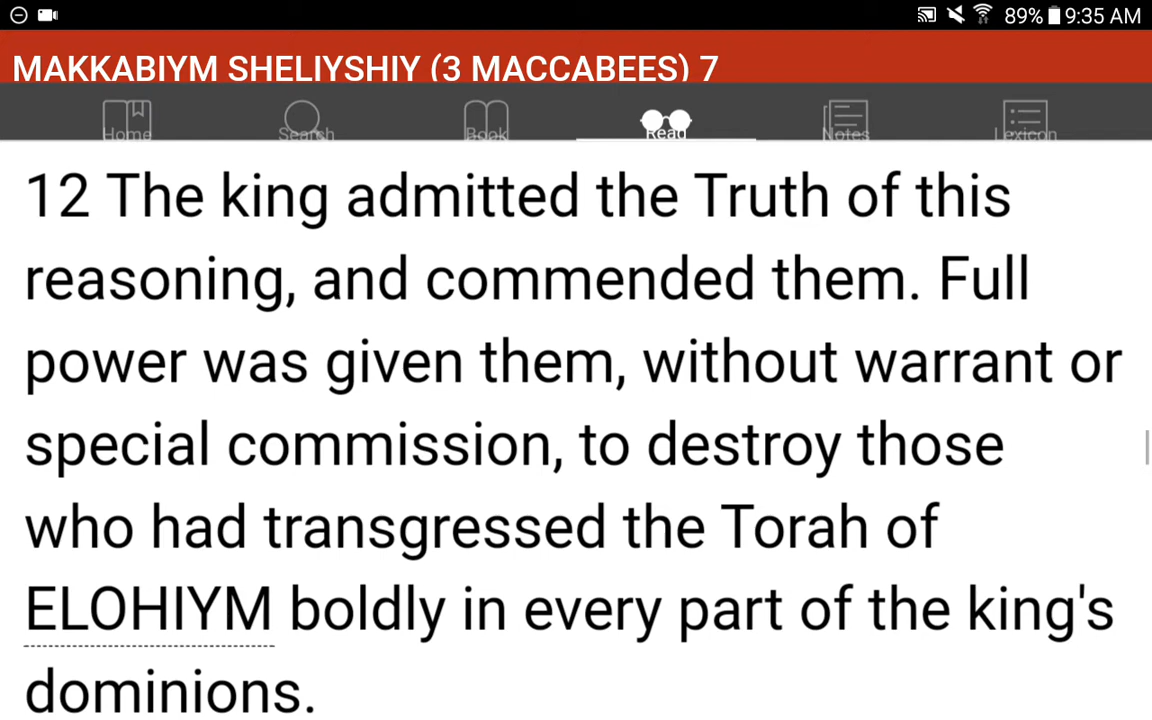 89% 9:35 AM
MAKKABIYM SHELIYSHIY (3 MACCABEES) 7
Home Search Book Read Notes Lexicon
12 The king admitted the Truth of this
reasoning, and commended them. Full
power was given them, without warrant or
special commission, to destroy those
who had transgressed the Torah of
ELOHIYM boldly in every part of the king's
dominions.